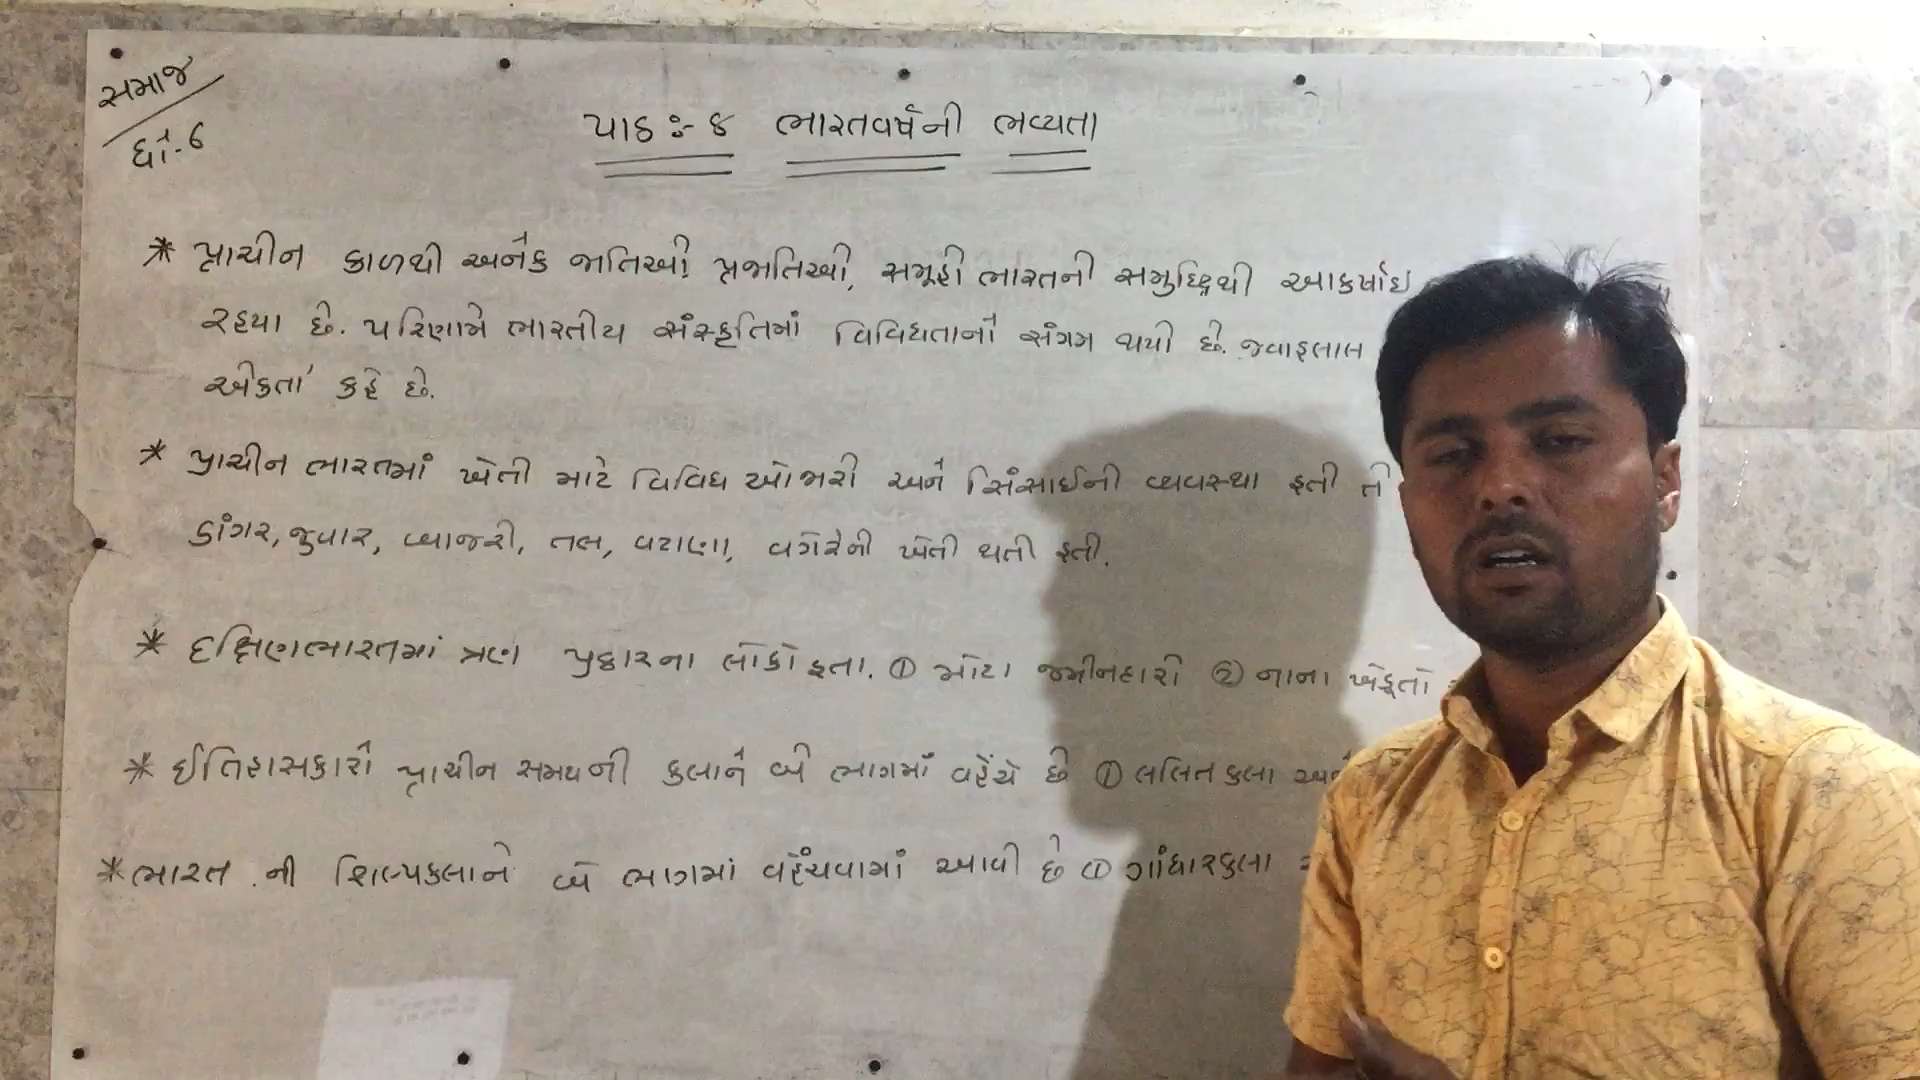 સમાજ
ધો.-6
પાઠ :- ૪ ભારતવર્ષની ભવ્યતા
* પ્રાચીન કાળથી અનેક જાતિઓ પ્રજાતિઓ, સમૂહો ભારતની સમૃદ્ધિથી આકર્ષાઇ
રહયા છે. પરિણામે ભારતીય સંસ્કૃતિમાં વિવિધતાનો સંગમ થયો છે. જવાહલાલ
એકતા' કહે છે.
* પ્રાચીન ભારતમાં ખેતી માટે વિવિધ ઓજારો અને સિંસાઈની વ્યવસ્થા હતી તે
ડાંગર, જુવાર, બાજરી, તલ, વટાણા, વગેરેની ખેતી થતી હતી.
* દક્ષિણભારતમાં ત્રણ પ્રકારના લોકો હતા. ① મોટા જમીનદારો ② નાના ખેડૂતો
* ઈતિહાસકારો પ્રાચીન સમયની કલાને બે ભાગમાં વહેંચે છે ① લલિતકલા અને
* ભારત ની શિલ્પકલાને બે ભાગમાં વહેંચવામાં આવી છે ① ગાંધારકલા